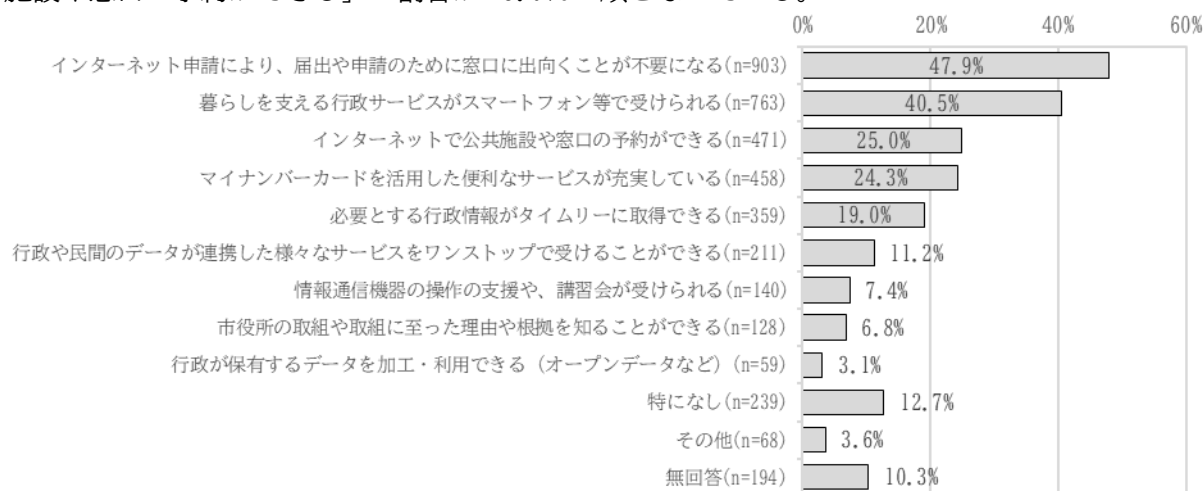 0%
20%
40%
60%
インターネット申請により、届出や申請のために窓口に出向くことが不要になる(n=903)
47.9%
暮らしを支える行政サービスがスマートフォン等で受けられる(n=763)
40.5%
インターネットで公共施設や窓口の予約ができる(n=471)
25.0%
マイナンバーカードを活用した便利なサービスが充実している(n=458)
24.3%
必要とする行政情報がタイムリーに取得できる(n=359)
19.0%
行政や民間のデータが連携した様々なサービスをワンストップで受けることができる(n=211)
11.2%
情報通信機器の操作の支援や、講習会が受けられる(n=140)
7.4%
市役所の取組や取組に至った理由や根拠を知ることができる(n=128)
6.8%
行政が保有するデータを加工・利用できる（オープンデータなど）(n=59)
3.1%
特になし(n=239)
12.7%
その他(n=68)
3.6%
無回答(n=194)
10.3%